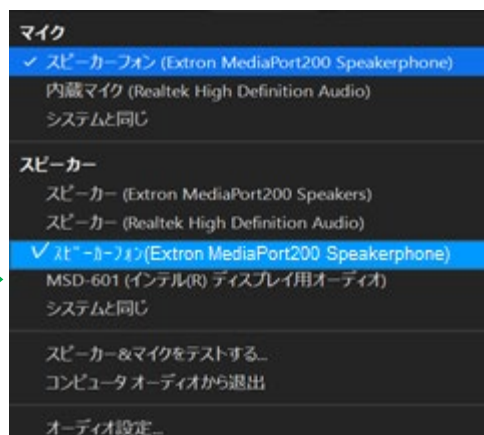 マイク
✓ スピーカーフォン (Extron MediaPort200 Speakerphone)
内蔵マイク (Realtek High Definition Audio)
システムと同じ
スピーカー
スピーカー (Extron MediaPort200 Speakers)
スピーカー (Realtek High Definition Audio)
✓ スピーカーフォン(Extron MediaPort200 Speakerphone)
MSD-601 (インテル(R) ディスプレイ用オーディオ)
システムと同じ
スピーカー&マイクをテストする...
コンピュータ オーディオから退出
オーディオ設定...